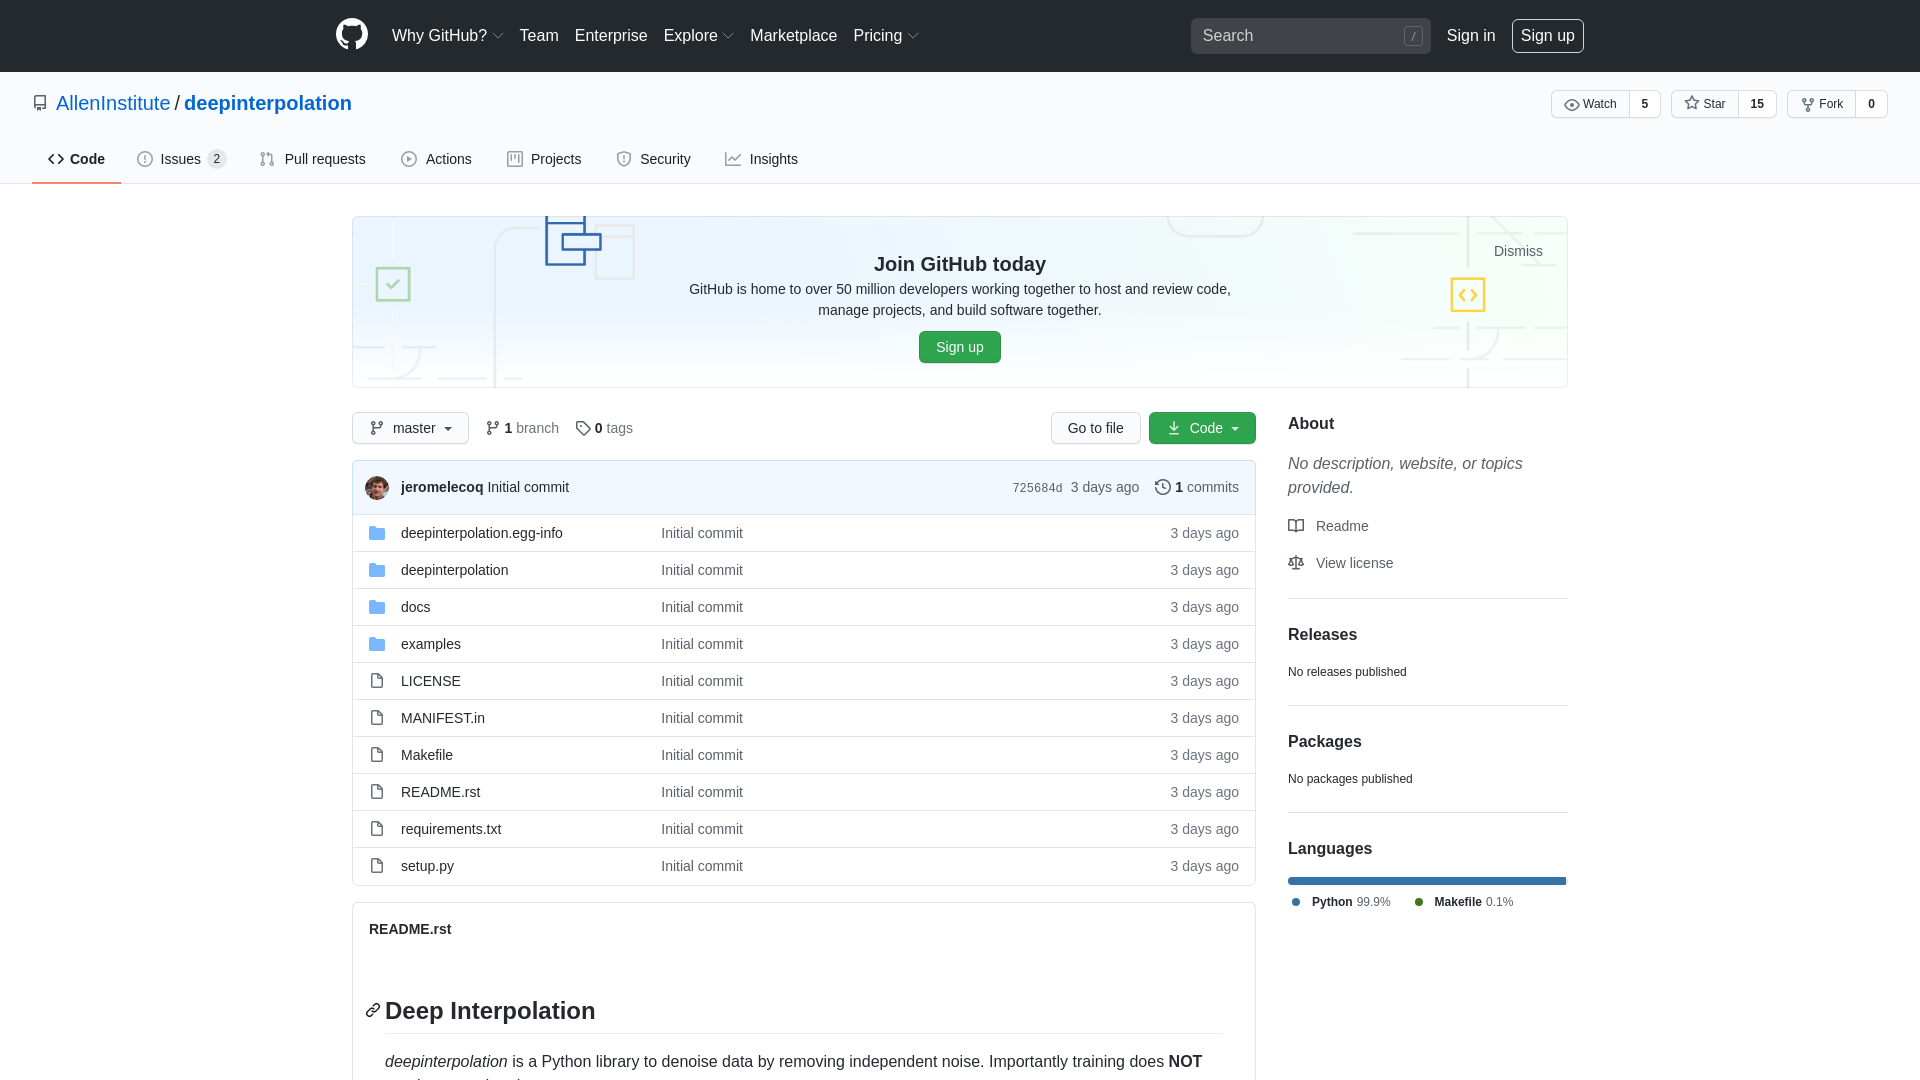 Why GitHub? Team Enterprise Explore Marketplace Pricing Search / Sign in Sign up
AllenInstitute / deepinterpolation Watch 5 Star 15 Fork 0
Code Issues 2 Pull requests Actions Projects Security Insights
Dismiss
Join GitHub today
GitHub is home to over 50 million developers working together to host and review code,
manage projects, and build software together.
Sign up
master 1 branch 0 tags Go to file Code
jeromelecoq Initial commit 725684d 3 days ago 1 commits
deepinterpolation.egg-info Initial commit 3 days ago
deepinterpolation Initial commit 3 days ago
docs Initial commit 3 days ago
examples Initial commit 3 days ago
LICENSE Initial commit 3 days ago
MANIFEST.in Initial commit 3 days ago
Makefile Initial commit 3 days ago
README.rst Initial commit 3 days ago
requirements.txt Initial commit 3 days ago
setup.py Initial commit 3 days ago
README.rst
Deep Interpolation
deepinterpolation is a Python library to denoise data by removing independent noise. Importantly training does NOT
About
No description, website, or topics
provided.
Readme
View license
Releases
No releases published
Packages
No packages published
Languages
Python 99.9% Makefile 0.1%